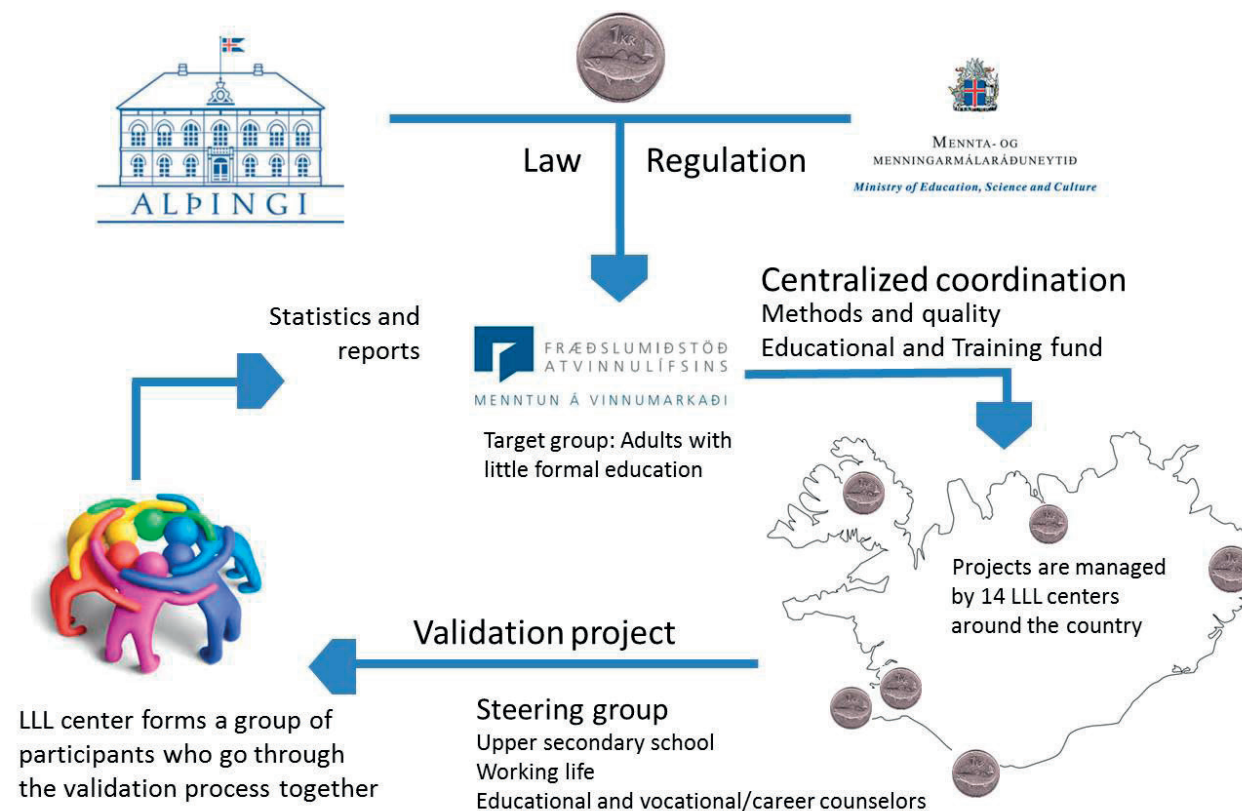 1 KR
ALÞINGI
Law
Regulation
MENNTA- OG
MENNINGARMÁLARÁÐUNEYTIÐ
Ministry of Education, Science and Culture
Statistics and
reports
FRÆÐSLUMIÐSTÖÐ
ATVINNULÍFSINS
MENNTUN Á VINNUMARKAÐI
Target group: Adults with
little formal education
Centralized coordination
Methods and quality
Educational and Training fund
Projects are managed
by 14 LLL centers
around the country
Validation project
Steering group
Upper secondary school
Working life
Educational and vocational/career counselors
LLL center forms a group of
participants who go through
the validation process together